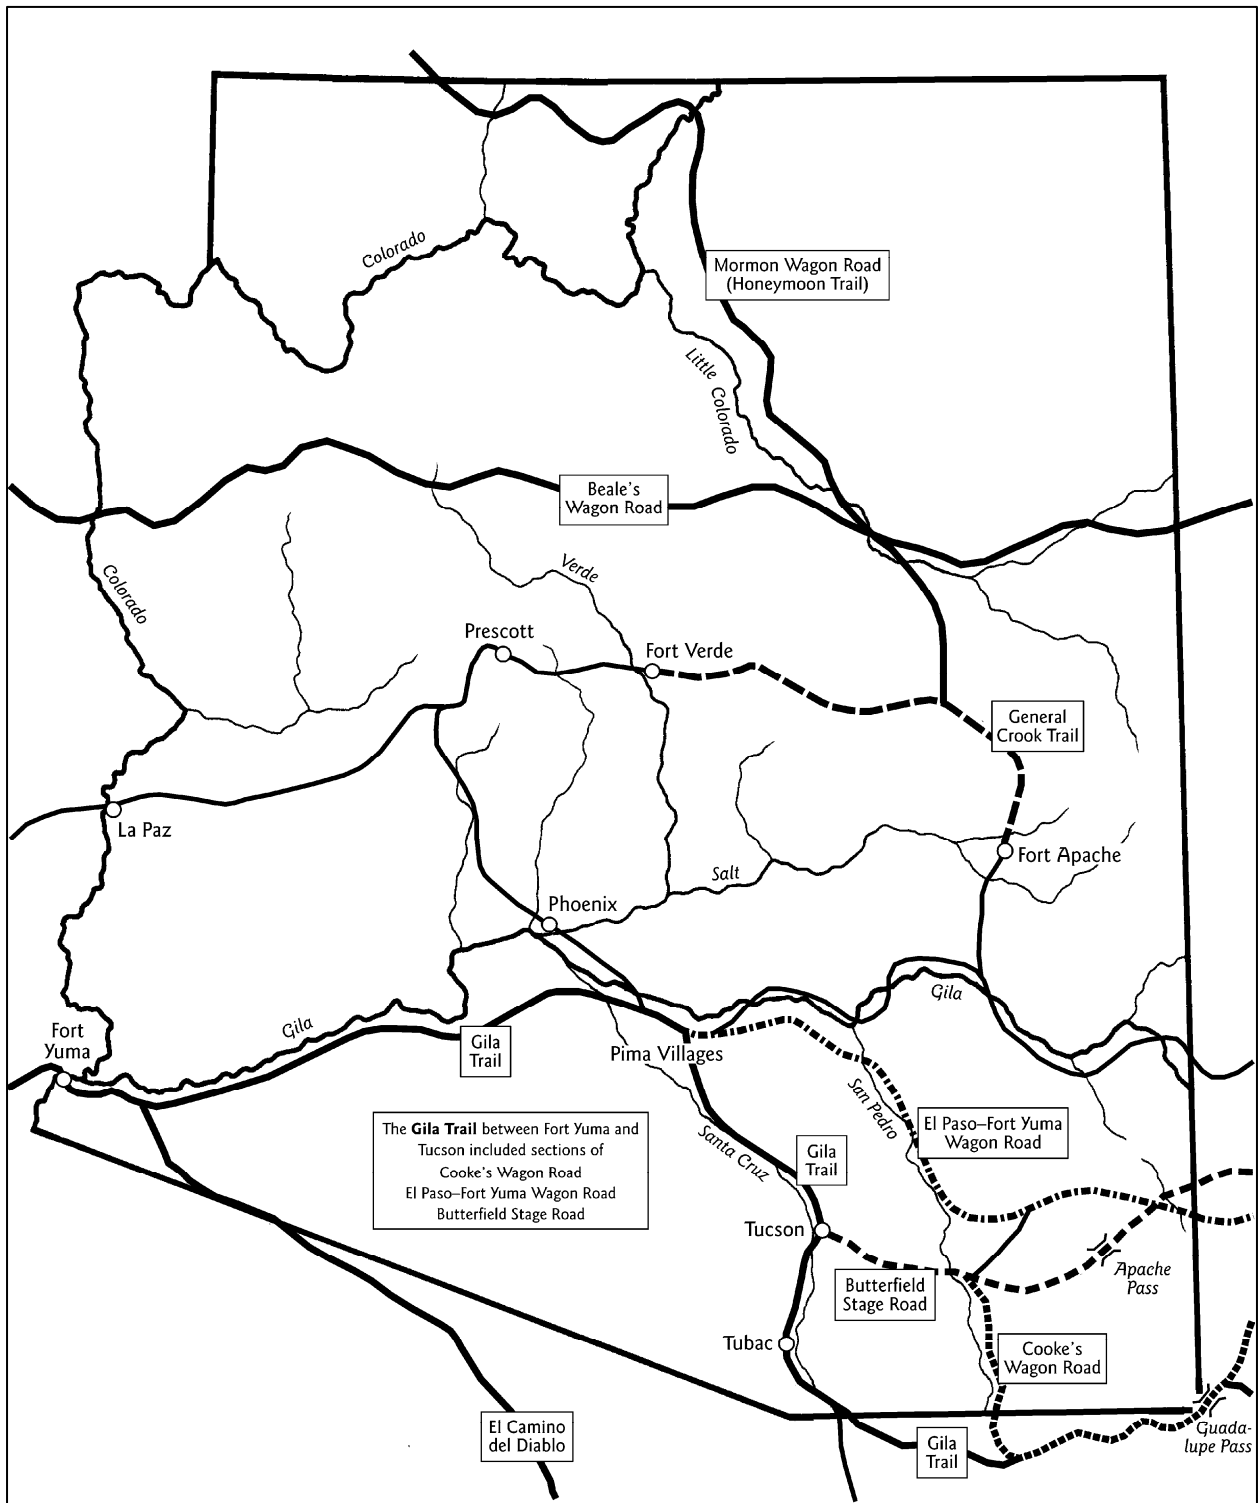 Colorado
Mormon Wagon Road
(Honeymoon Trail)
Little Colorado
Beale's
Wagon Road
Colorado
Verde
Prescott
Fort Verde
General
Crook Trail
La Paz
Fort Apache
Salt
Phoenix
Gila
Gila
Fort
Yuma
Gila
Trail
Pima Villages
San Pedro
El Paso–Fort Yuma
Wagon Road
The Gila Trail between Fort Yuma and
Tucson included sections of
Cooke's Wagon Road
El Paso–Fort Yuma Wagon Road
Butterfield Stage Road
Santa Cruz
Gila
Trail
Tucson
Apache
Pass
Butterfield
Stage Road
Tubac
Cooke's
Wagon Road
El Camino
del Diablo
Gila
Trail
Guada-
lupe Pass